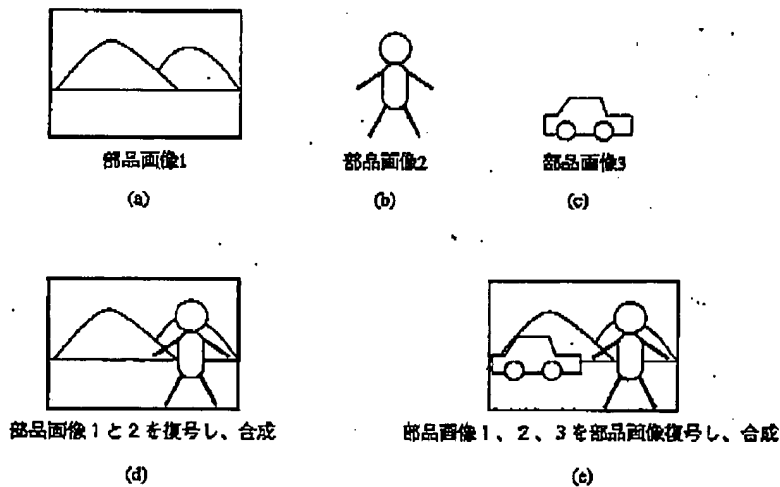 部品画像1
部品画像2
部品画像3
(a)
(b)
(c)
部品画像1と2を復号し、合成
部品画像1、2、3を部品画像復号し、合成
(d)
(e)